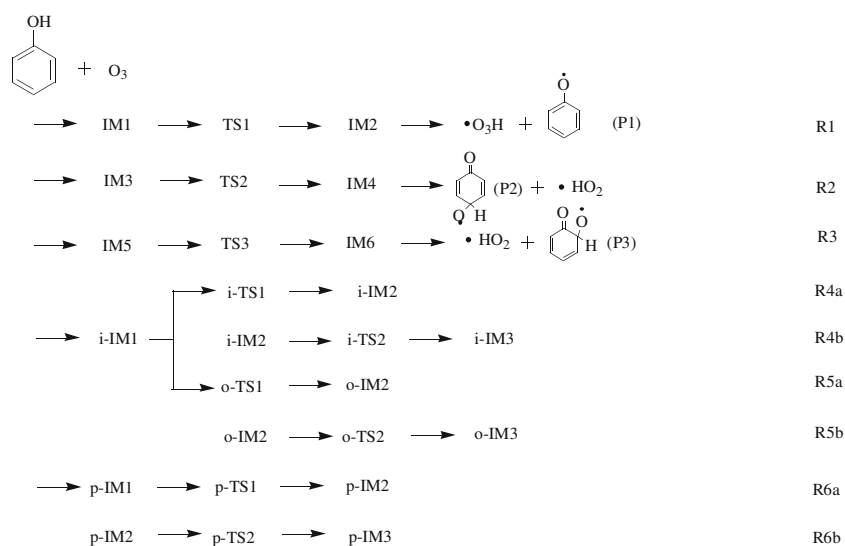 OH
+ O3
IM1 TS1 IM2 •O3H + O• (P1) R1
O
IM3 TS2 IM4 (P2) + • HO2 R2
O• H
IM5 TS3 IM6 • HO2 + O O• H (P3) R3
i-TS1 i-IM2 R4a
i-IM1 i-IM2 i-TS2 i-IM3 R4b
o-TS1 o-IM2 R5a
o-IM2 o-TS2 o-IM3 R5b
p-IM1 p-TS1 p-IM2 R6a
p-IM2 p-TS2 p-IM3 R6b